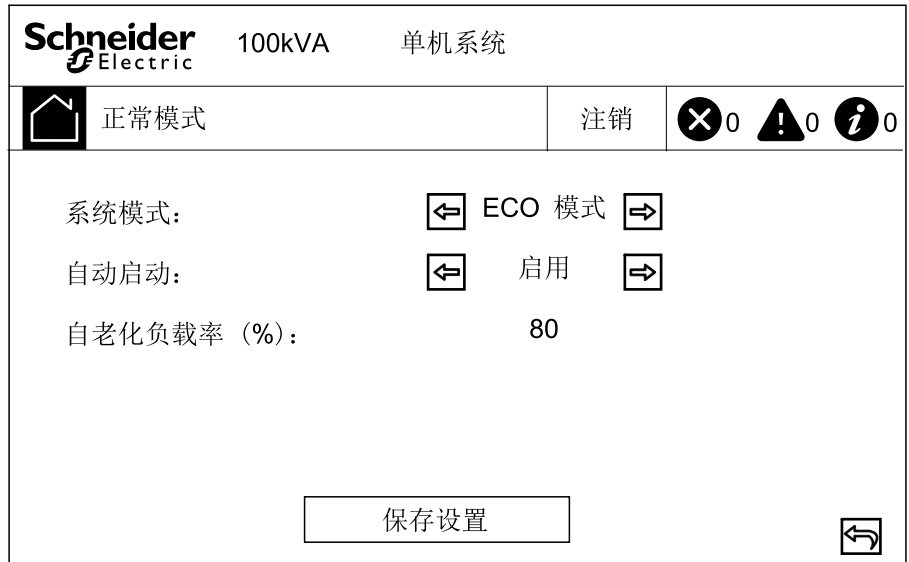 Schneider Electric 100kVA 单机系统
正常模式 注销 0 0 0
系统模式： ECO 模式
自动启动： 启用
自老化负载率 (%)： 80
保存设置